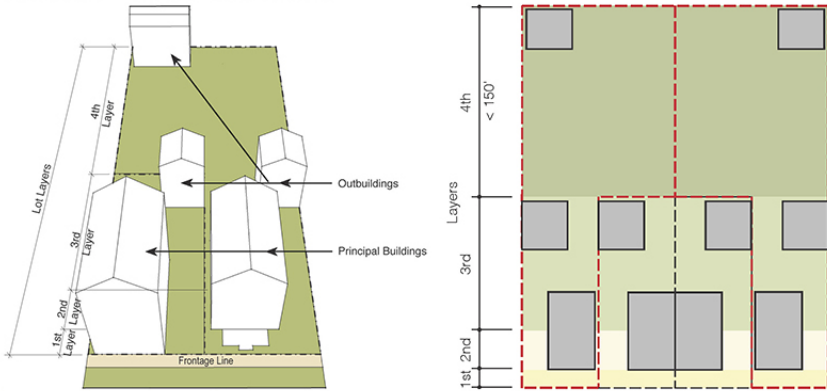 Lot Layers
4th
Layer
3rd
Layer
2nd
Layer
1st
Layer
Outbuildings
Principal Buildings
Frontage Line
Layers
4th
< 150'
3rd
2nd
1st